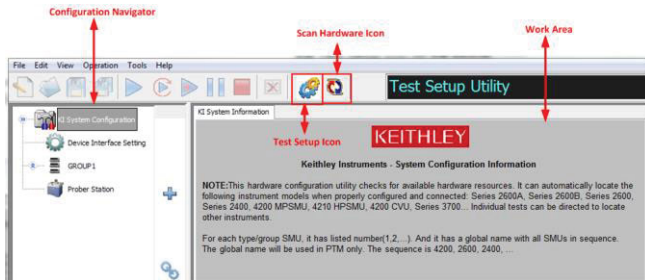 Configuration Navigator
Scan Hardware Icon
Work Area
File Edit View Operation Tools Help
Test Setup Utility
KI System Configuration
KI System Information
Device Interface Setting
Test Setup Icon
KEITHLEY
GROUP1
Keithley Instruments - System Configuration Information
Prober Station
NOTE:This hardware configuration utility checks for available hardware resources. It can automatically locate the
following instrument models when properly configured and connected: Series 2600A, Series 2600B, Series 2600,
Series 2400, 4200 MPSMU, 4210 HPSMU, 4200 CVU, Series 3700... Individual tests can be directed to locate
other instruments.
For each type/group SMU, it has listed number(1,2,...). And it has a global name with all SMUs in sequence.
The global name will be used in PTM only. The sequence is 4200, 2600, 2400, ...